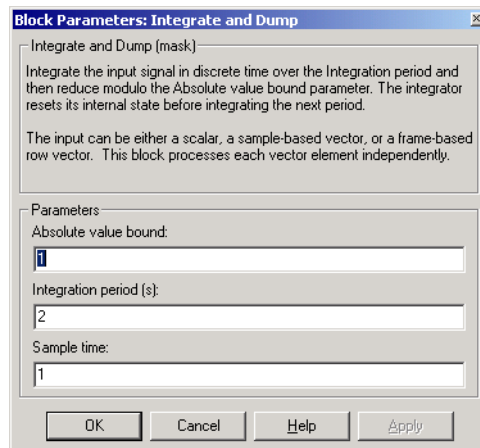 Block Parameters: Integrate and Dump
Integrate and Dump (mask)
Integrate the input signal in discrete time over the Integration period and
then reduce modulo the Absolute value bound parameter. The integrator
resets its internal state before integrating the next period.
The input can be either a scalar, a sample-based vector, or a frame-based
row vector. This block processes each vector element independently.
Parameters
Absolute value bound:
1
Integration period (s):
2
Sample time:
1
OK Cancel Help Apply